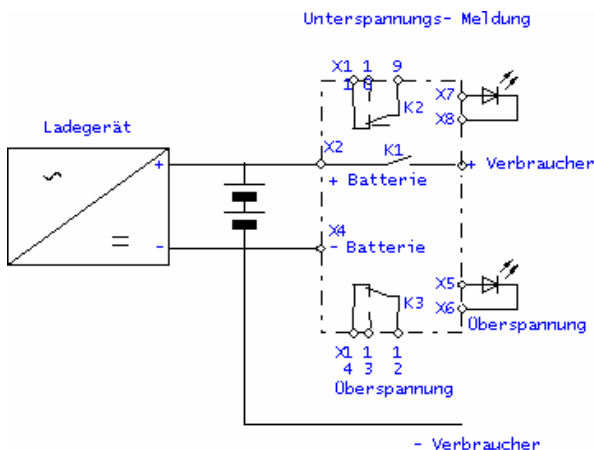 Unterspannungs- Meldung
X1 1 9
1 0
X7
K2
X8
Ladegerät
X2
K1
+
+ Verbraucher
+ Batterie
X4
-
- Batterie
X5
K3
X6
Überspannung
X1 1 1
4 3 2
Überspannung
- Verbraucher